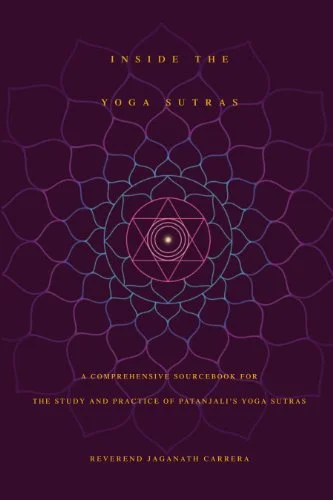 INSIDE THE
YOGA SUTRAS
A COMPREHENSIVE SOURCEBOOK FOR
THE STUDY AND PRACTICE OF PATANJALI'S YOGA SUTRAS
REVEREND JAGANATH CARRERA